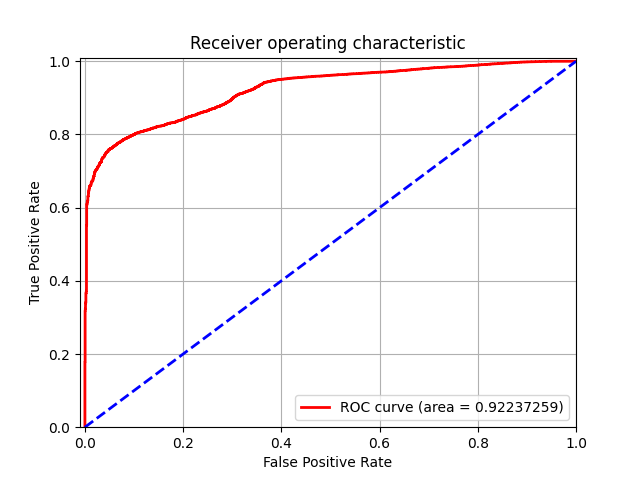 Receiver operating characteristic
True Positive Rate
1.0
0.8
0.6
0.4
0.2
0.0
ROC curve (area = 0.92237259)
0.0 0.2 0.4 0.6 0.8 1.0
False Positive Rate